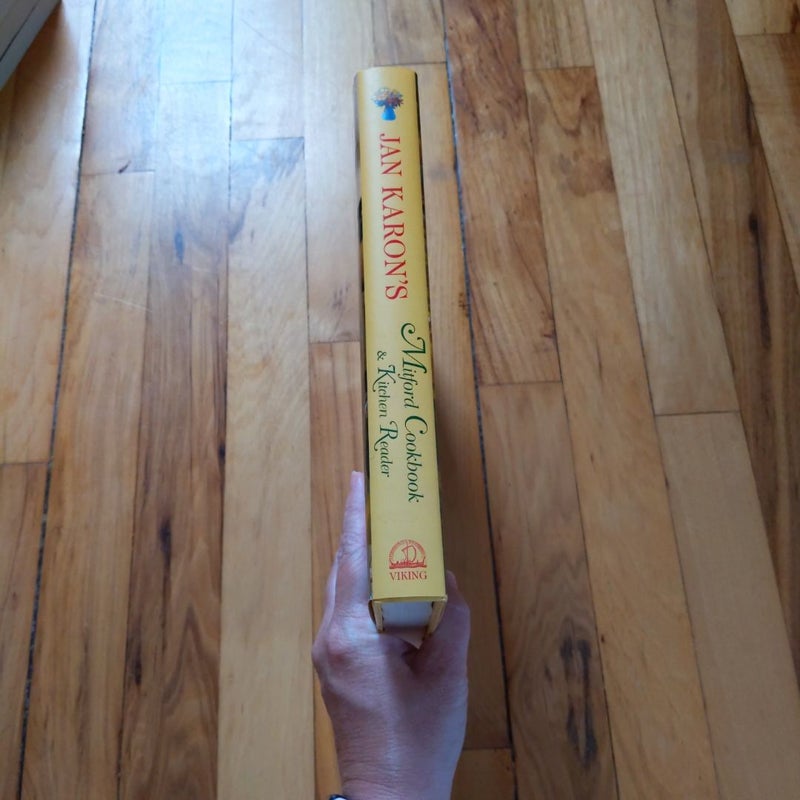 JAN KARON'S
Mitford Cookbook
& Kitchen Reader
VIKING